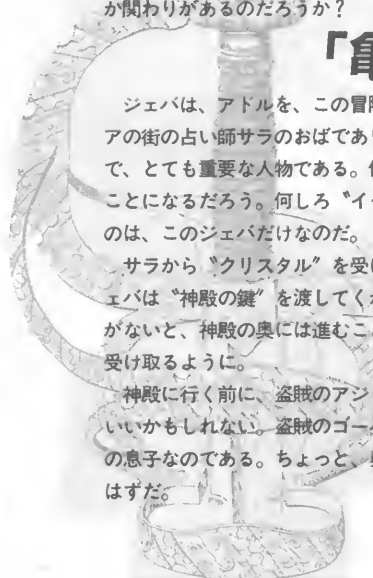 か関わりがあるのだろうか？
「亀
ジェバは、アドルを、この冒
アの街の占い師サラのおばであ
で、とても重要な人物である。
ことになるだろう。何しろ〝イ
のは、このジェバだけなのだ。
サラから〝クリスタル〟を受
ェバは〝神殿の鍵〟を渡してく
がないと、神殿の奥には進むこ
受け取るように。
神殿に行く前に、盗賊のアジ
いいかもしれない。盗賊のゴー
の息子なのである。ちょっと、
はずだ。